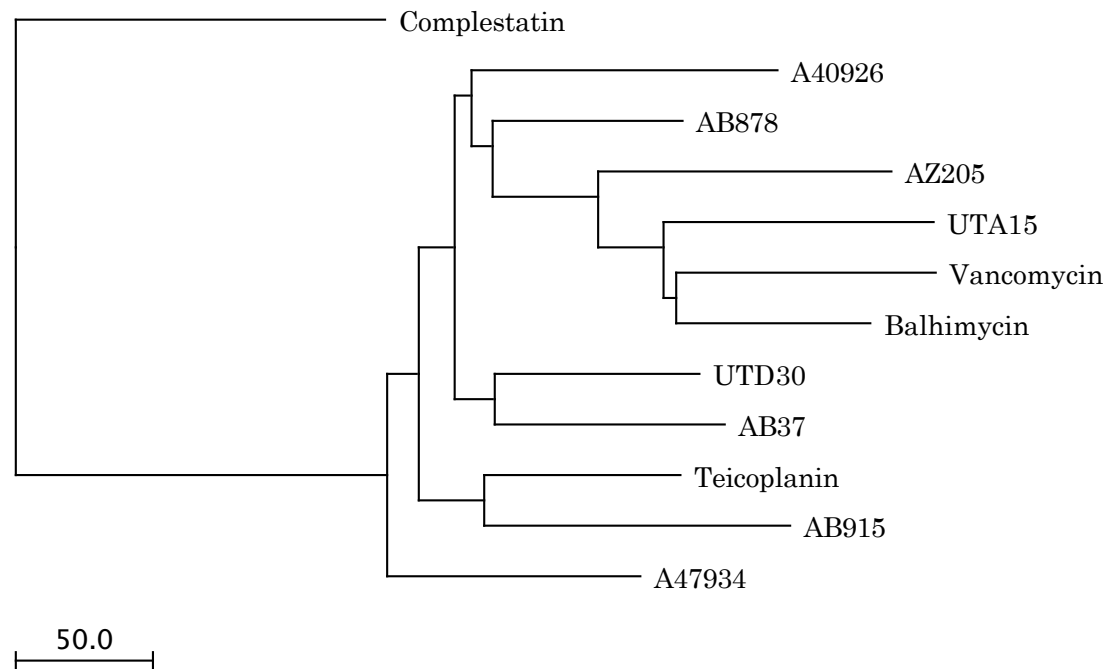 Complestatin
A40926
AB878
AZ205
UTA15
Vancomycin
Balhimycin
UTD30
AB37
Teicoplanin
AB915
A47934
50.0